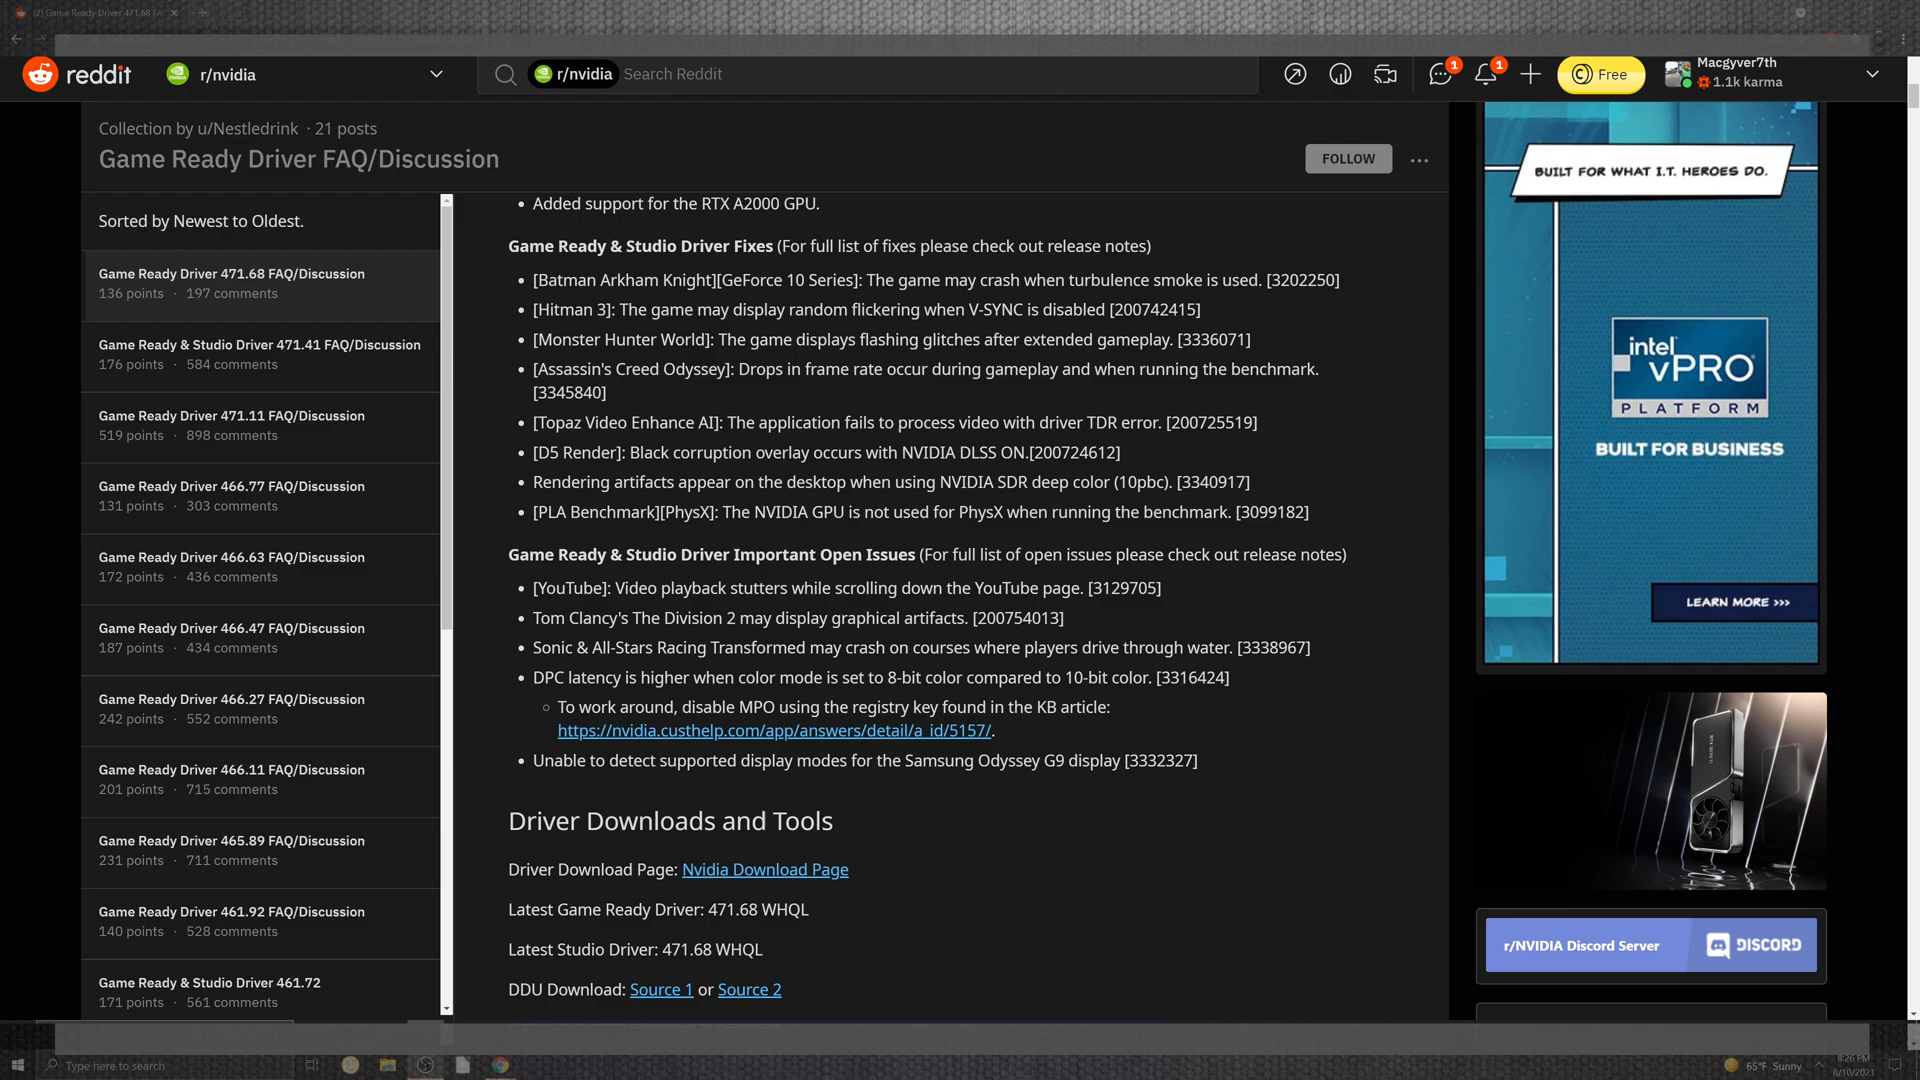 (2) Game Ready Driver 471.68 FA
reddit
r/nvidia
r/nvidia Search Reddit
1
1
Free
Macgyver7th
1.1k karma
Collection by u/Nestledrink · 21 posts
Game Ready Driver FAQ/Discussion
FOLLOW
Sorted by Newest to Oldest.
Game Ready Driver 471.68 FAQ/Discussion
136 points · 197 comments
Game Ready & Studio Driver 471.41 FAQ/Discussion
176 points · 584 comments
Game Ready Driver 471.11 FAQ/Discussion
519 points · 898 comments
Game Ready Driver 466.77 FAQ/Discussion
131 points · 303 comments
Game Ready Driver 466.63 FAQ/Discussion
172 points · 436 comments
Game Ready Driver 466.47 FAQ/Discussion
187 points · 434 comments
Game Ready Driver 466.27 FAQ/Discussion
242 points · 552 comments
Game Ready Driver 466.11 FAQ/Discussion
201 points · 715 comments
Game Ready Driver 465.89 FAQ/Discussion
231 points · 711 comments
Game Ready Driver 461.92 FAQ/Discussion
140 points · 528 comments
Game Ready & Studio Driver 461.72
171 points · 561 comments
• Added support for the RTX A2000 GPU.
Game Ready & Studio Driver Fixes (For full list of fixes please check out release notes)
• [Batman Arkham Knight][GeForce 10 Series]: The game may crash when turbulence smoke is used. [3202250]
• [Hitman 3]: The game may display random flickering when V-SYNC is disabled [200742415]
• [Monster Hunter World]: The game displays flashing glitches after extended gameplay. [3336071]
• [Assassin's Creed Odyssey]: Drops in frame rate occur during gameplay and when running the benchmark.
[3345840]
• [Topaz Video Enhance AI]: The application fails to process video with driver TDR error. [200725519]
• [D5 Render]: Black corruption overlay occurs with NVIDIA DLSS ON.[200724612]
• Rendering artifacts appear on the desktop when using NVIDIA SDR deep color (10pbc). [3340917]
• [PLA Benchmark][PhysX]: The NVIDIA GPU is not used for PhysX when running the benchmark. [3099182]
Game Ready & Studio Driver Important Open Issues (For full list of open issues please check out release notes)
• [YouTube]: Video playback stutters while scrolling down the YouTube page. [3129705]
• Tom Clancy's The Division 2 may display graphical artifacts. [200754013]
• Sonic & All-Stars Racing Transformed may crash on courses where players drive through water. [3338967]
• DPC latency is higher when color mode is set to 8-bit color compared to 10-bit color. [3316424]
◦ To work around, disable MPO using the registry key found in the KB article:
https://nvidia.custhelp.com/app/answers/detail/a_id/5157/.
• Unable to detect supported display modes for the Samsung Odyssey G9 display [3332327]
Driver Downloads and Tools
Driver Download Page: Nvidia Download Page
Latest Game Ready Driver: 471.68 WHQL
Latest Studio Driver: 471.68 WHQL
DDU Download: Source 1 or Source 2
BUILT FOR WHAT I.T. HEROES DO.
intel
vPRO
PLATFORM
BUILT FOR BUSINESS
LEARN MORE >>>
r/NVIDIA Discord Server
DISCORD
Type here to search
65°F Sunny
8:26 PM
8/10/2021